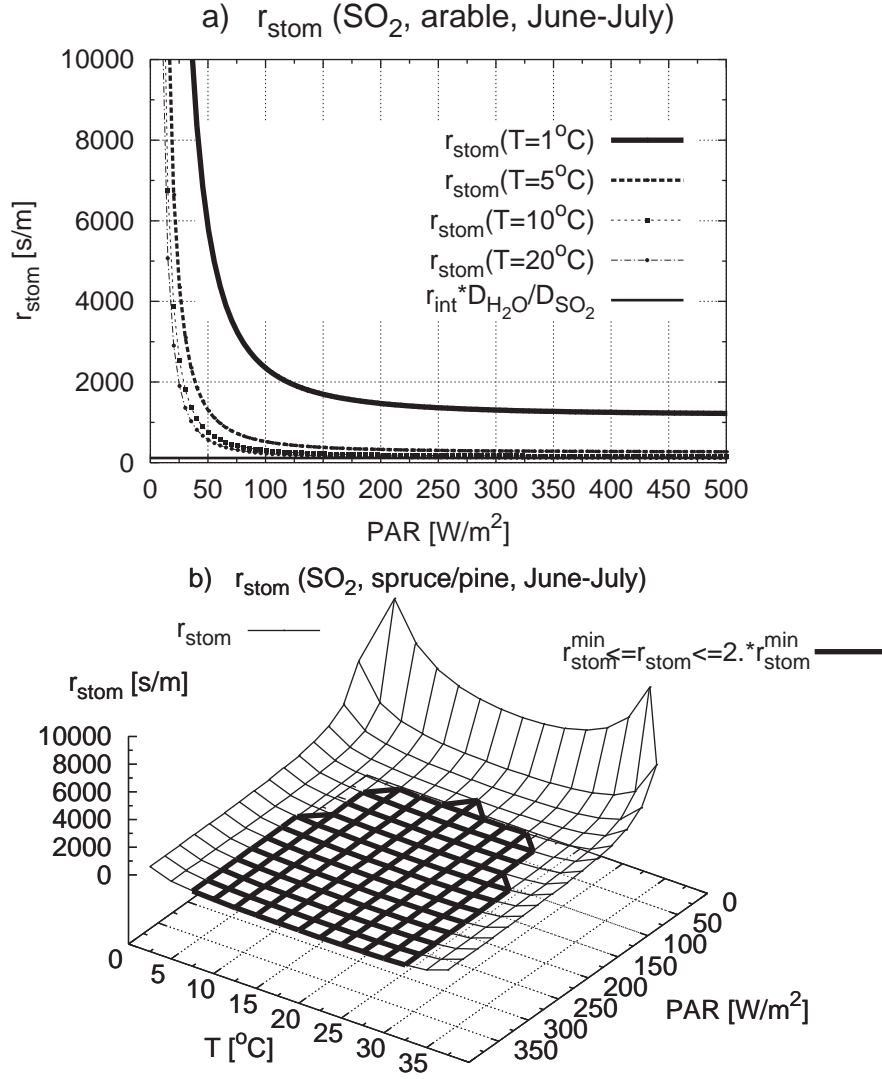 a) r_stom (SO_2, arable, June-July)
10000
8000
6000
4000
2000
0
r_stom [s/m]
r_stom(T=1°C)
r_stom(T=5°C)
r_stom(T=10°C)
r_stom(T=20°C)
r_int*D_H_2O/D_SO_2
0 50 100 150 200 250 300 350 400 450 500
PAR [W/m^2]
b) r_stom (SO_2, spruce/pine, June-July)
r_stom
r_stom^min<=r_stom<=2.*r_stom^min
r_stom [s/m]
10000
8000
6000
4000
2000
0
0 5 10 15 20 25 30 35
T [°C]
0 50 100 150 200 250 300 350
PAR [W/m^2]